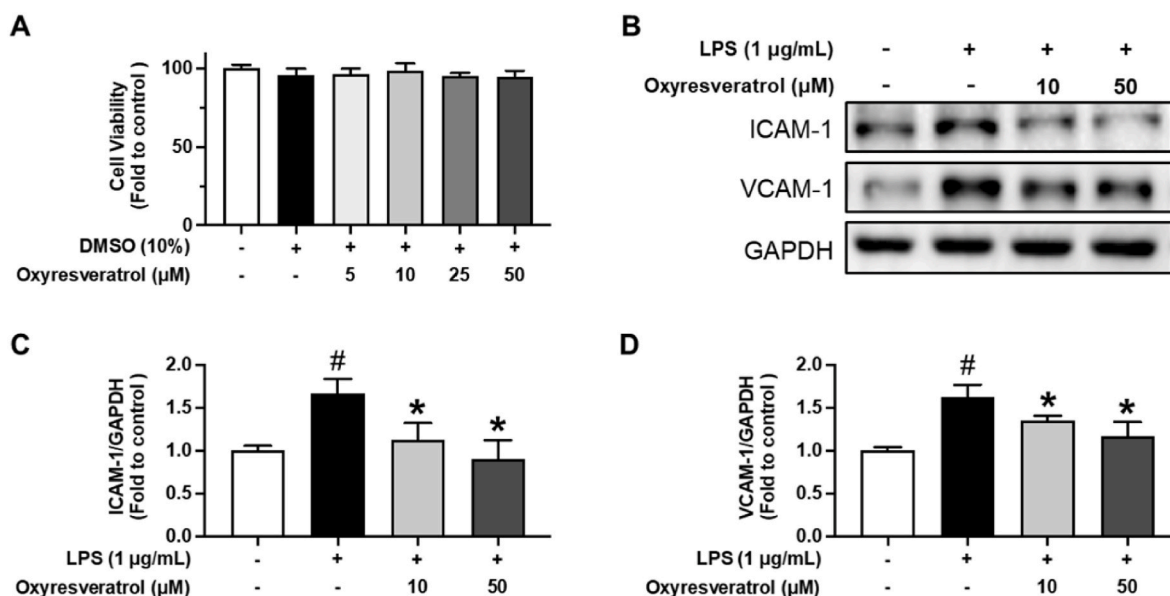 A
Cell Viability
(Fold to control )
100
50
0
DMSO (10%) - + + + + +
Oxyresveratrol (μM) - - 5 10 25 50
B
LPS (1 μg/mL) - + + +
Oxyresveratrol (μM) - - 10 50
ICAM-1
VCAM-1
GAPDH
C
ICAM-1/GAPDH
(Fold to control )
2.0
1.5
1.0
0.5
0.0
# * *
LPS (1 μg/mL) - + + +
Oxyresveratrol (μM) - - 10 50
D
VCAM-1/GAPDH
(Fold to control )
2.0
1.5
1.0
0.5
0.0
# * *
LPS (1 μg/mL) - + + +
Oxyresveratrol (μM) - - 10 50